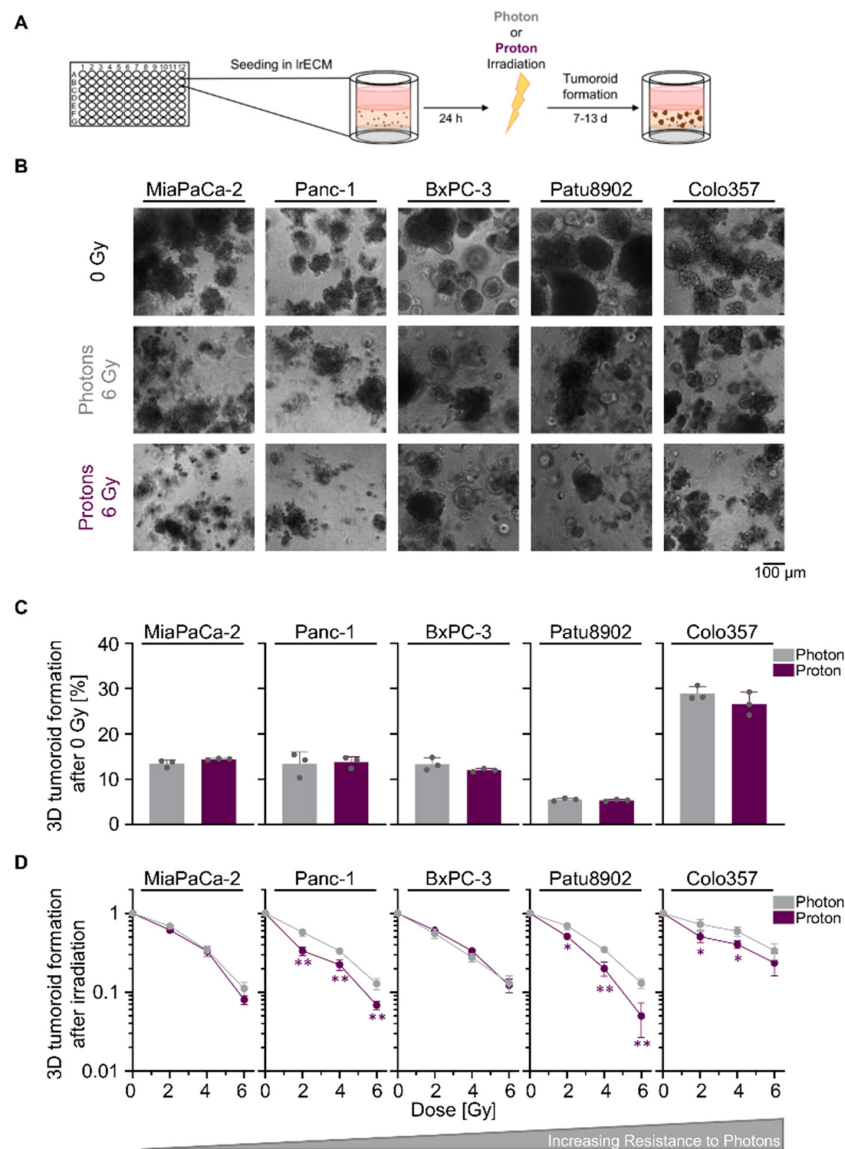 A
1 2 3 4 5 6 7 8 9 10 11 12
A
B
C
D
E
F
G
Seeding in lrECM
24 h
Photon
or
Proton
Irradiation
Tumoroid
formation
7-13 d
B
MiaPaCa-2 Panc-1 BxPC-3 Patu8902 Colo357
0 Gy
Photons
6 Gy
Protons
6 Gy
100 µm
C
MiaPaCa-2 Panc-1 BxPC-3 Patu8902 Colo357
3D tumoroid formation
after 0 Gy [%]
40
30
20
10
0
Photon
Proton
D
MiaPaCa-2 Panc-1 BxPC-3 Patu8902 Colo357
3D tumoroid formation
after irradiation
1
0.1
0.01
** ** **
* ** **
* *
Photon
Proton
0 2 4 6 0 2 4 6 0 2 4 6 0 2 4 6 0 2 4 6
Dose [Gy]
Increasing Resistance to Photons